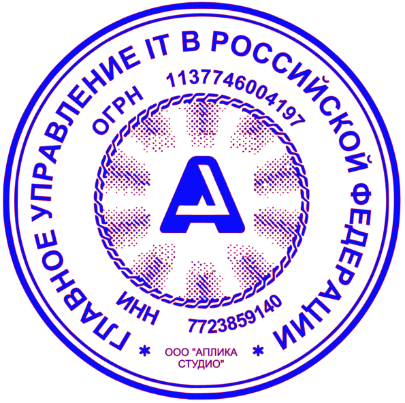 ГЛАВНОЕ УПРАВЛЕНИЕ IT В РОССИЙСКОЙ ФЕДЕРАЦИИ
ОГРН 1137746004197
А
ИНН 7723859140
* ООО "АПЛИКА *
СТУДИО"